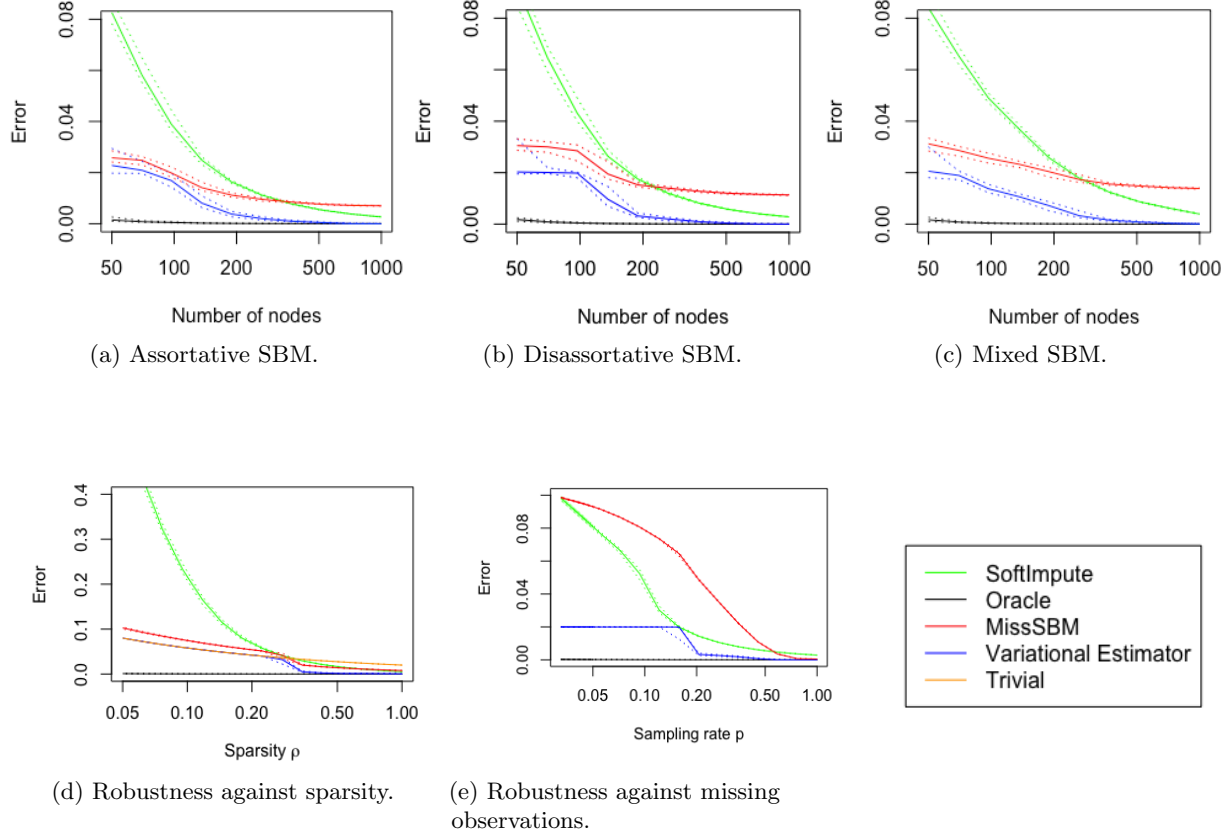 Error
0.00 0.04 0.08
50 100 200 500 1000
Number of nodes
(a) Assortative SBM.
Error
0.00 0.04 0.08
50 100 200 500 1000
Number of nodes
(b) Disassortative SBM.
Error
0.00 0.04 0.08
50 100 200 500 1000
Number of nodes
(c) Mixed SBM.
Error
0.0 0.1 0.2 0.3 0.4
0.05 0.10 0.20 0.50 1.00
Sparsity ρ
(d) Robustness against sparsity.
Error
0.00 0.04 0.08
0.05 0.10 0.20 0.50 1.00
Sampling rate p
(e) Robustness against missing
observations.
SoftImpute
Oracle
MissSBM
Variational Estimator
Trivial